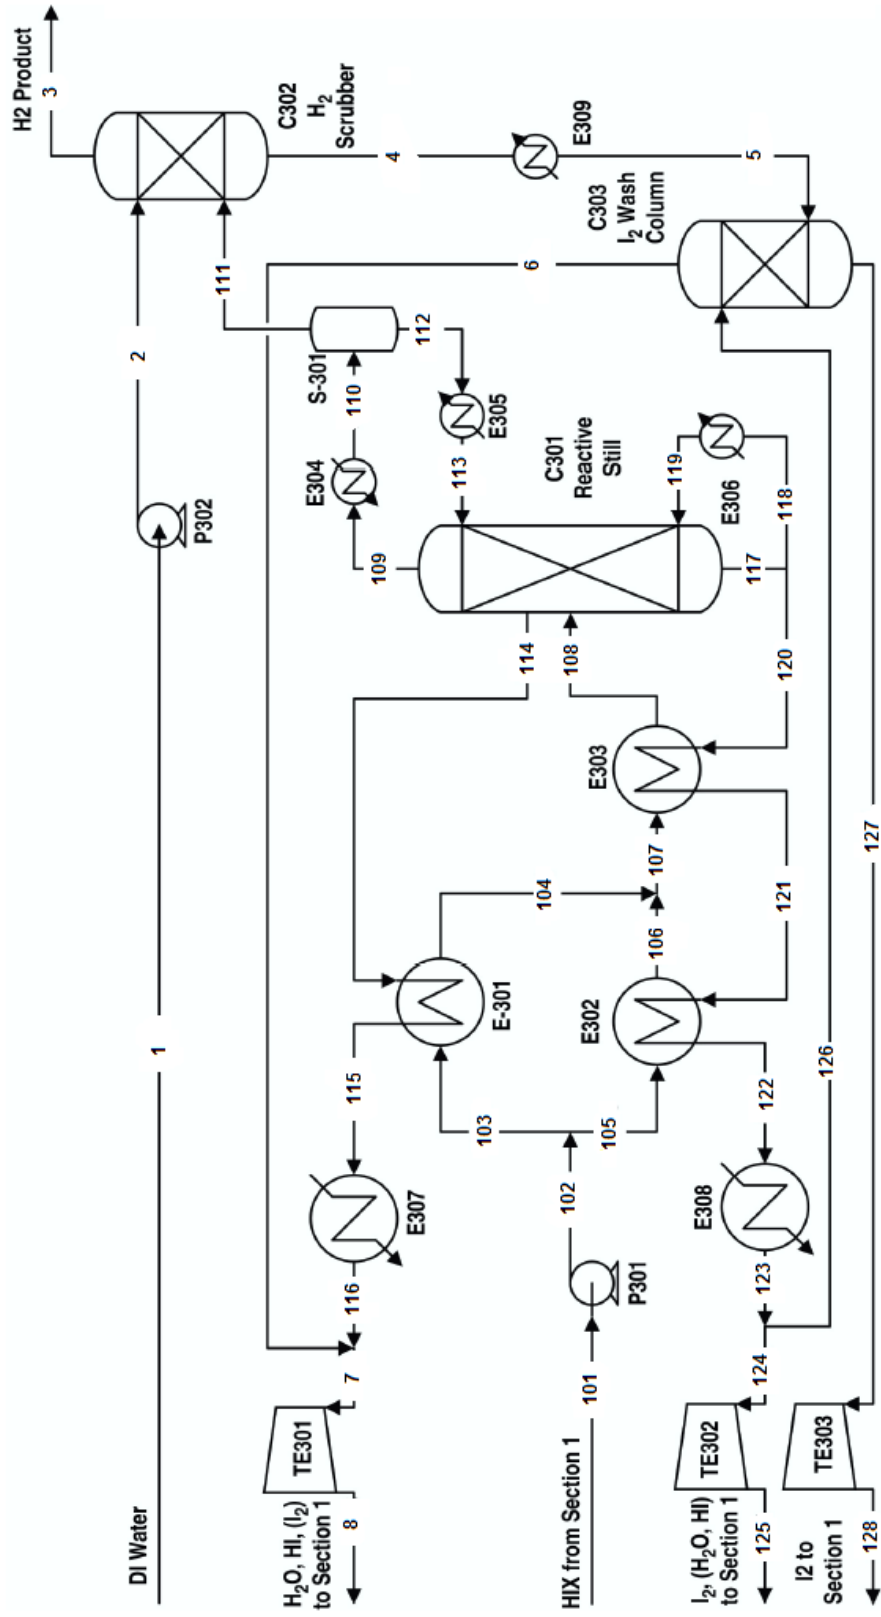 H2 Product
3
C302
H2
Scrubber
4
E309
5
C303
I2 Wash
Column
2
111
6
S-301
112
110
E304
E305
C301
Reactive
Still
113
109
119
E306
118
117
P302
114
108
120
E303
107
104
121
106
1
E-301
E302
115
103
105
122
126
127
102
E307
E308
116
P301
123
7
101
124
TE301
TE302
TE303
DI Water
H2O, HI, (I2)
to Section 1
8
HIX from Section 1
I2, (H2O, HI)
to Section 1
125
I2 to
Section 1
128